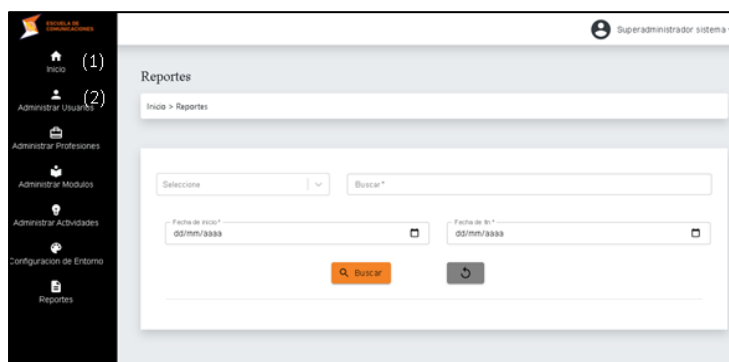 ESCUELA DE
COMUNICACIONES
Superadministrador sistema
Inicio (1)
Administrar Usuarios (2)
Administrar Profesiones
Administrar Modulos
Administrar Actividades
Configuracion de Entorno
Reportes
Reportes
Inicio > Reportes
Seleccione
Buscar*
Fecha de inicio*
dd/mm/aaaa
Fecha de fin*
dd/mm/aaaa
Buscar